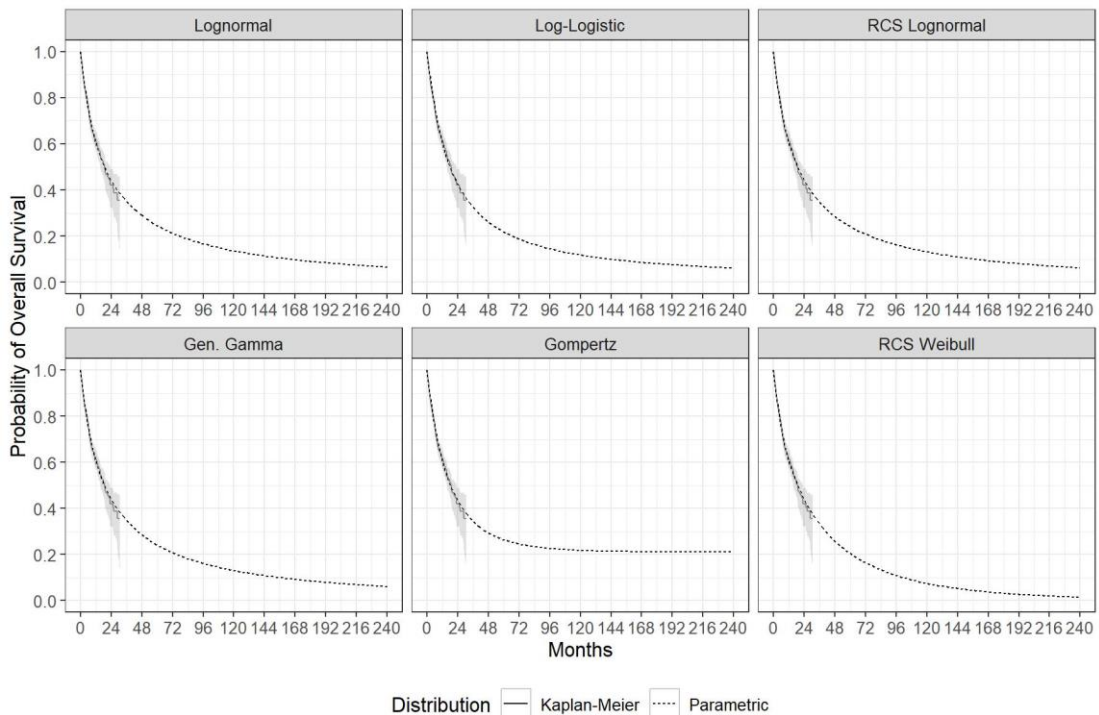 Lognormal Log-Logistic RCS Lognormal
1.0
0.8
0.6
0.4
0.2
0.0
0 24 48 72 96 120 144 168 192 216 240 0 24 48 72 96 120 144 168 192 216 240 0 24 48 72 96 120 144 168 192 216 240
Probability of Overall Survival
Gen. Gamma Gompertz RCS Weibull
1.0
0.8
0.6
0.4
0.2
0.0
0 24 48 72 96 120 144 168 192 216 240 0 24 48 72 96 120 144 168 192 216 240 0 24 48 72 96 120 144 168 192 216 240
Months
Distribution Kaplan-Meier Parametric